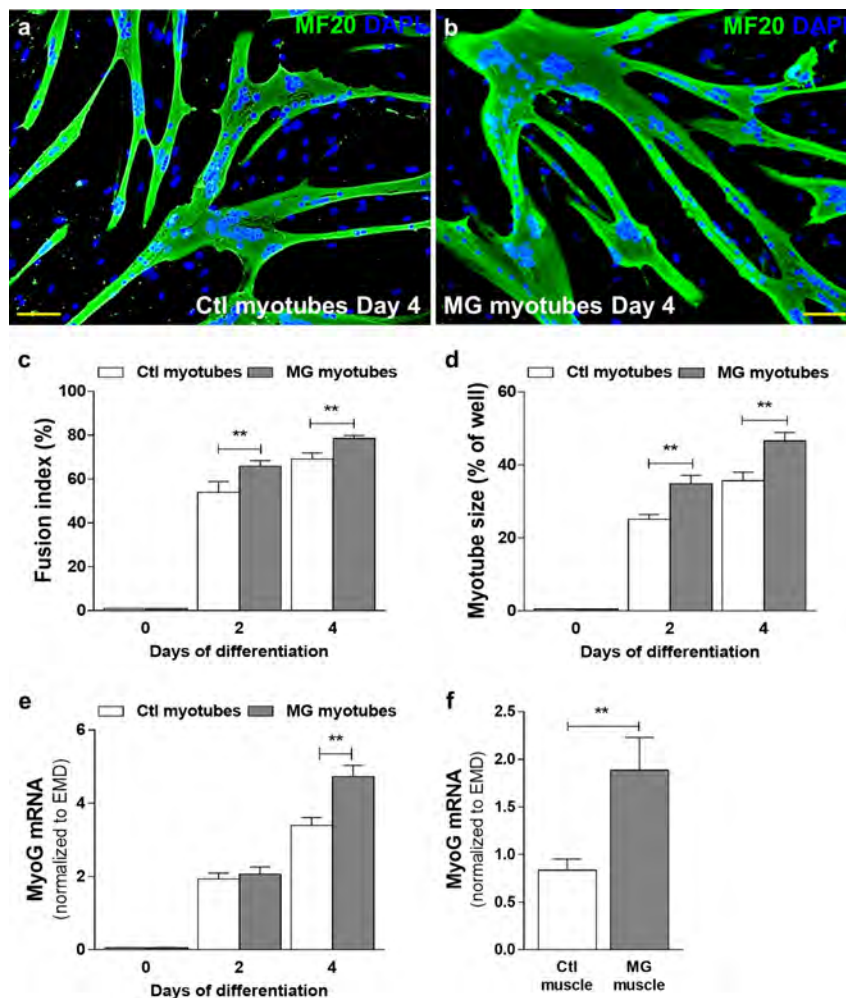 a
MF20 DAPI
Ctl myotubes Day 4
b
MF20 DAPI
MG myotubes Day 4
c
Ctl myotubes
MG myotubes
Fusion index (%)
100
80
60
40
20
0
**
**
0
2
4
Days of differentiation
d
Ctl myotubes
MG myotubes
Myotube size (% of well)
60
40
20
0
**
**
0
2
4
Days of differentiation
e
Ctl myotubes
MG myotubes
MyoG mRNA
(normalized to EMD)
6
4
2
0
**
0
2
4
Days of differentiation
f
MyoG mRNA
(normalized to EMD)
2.5
2.0
1.5
1.0
0.5
0.0
**
Ctl
muscle
MG
muscle